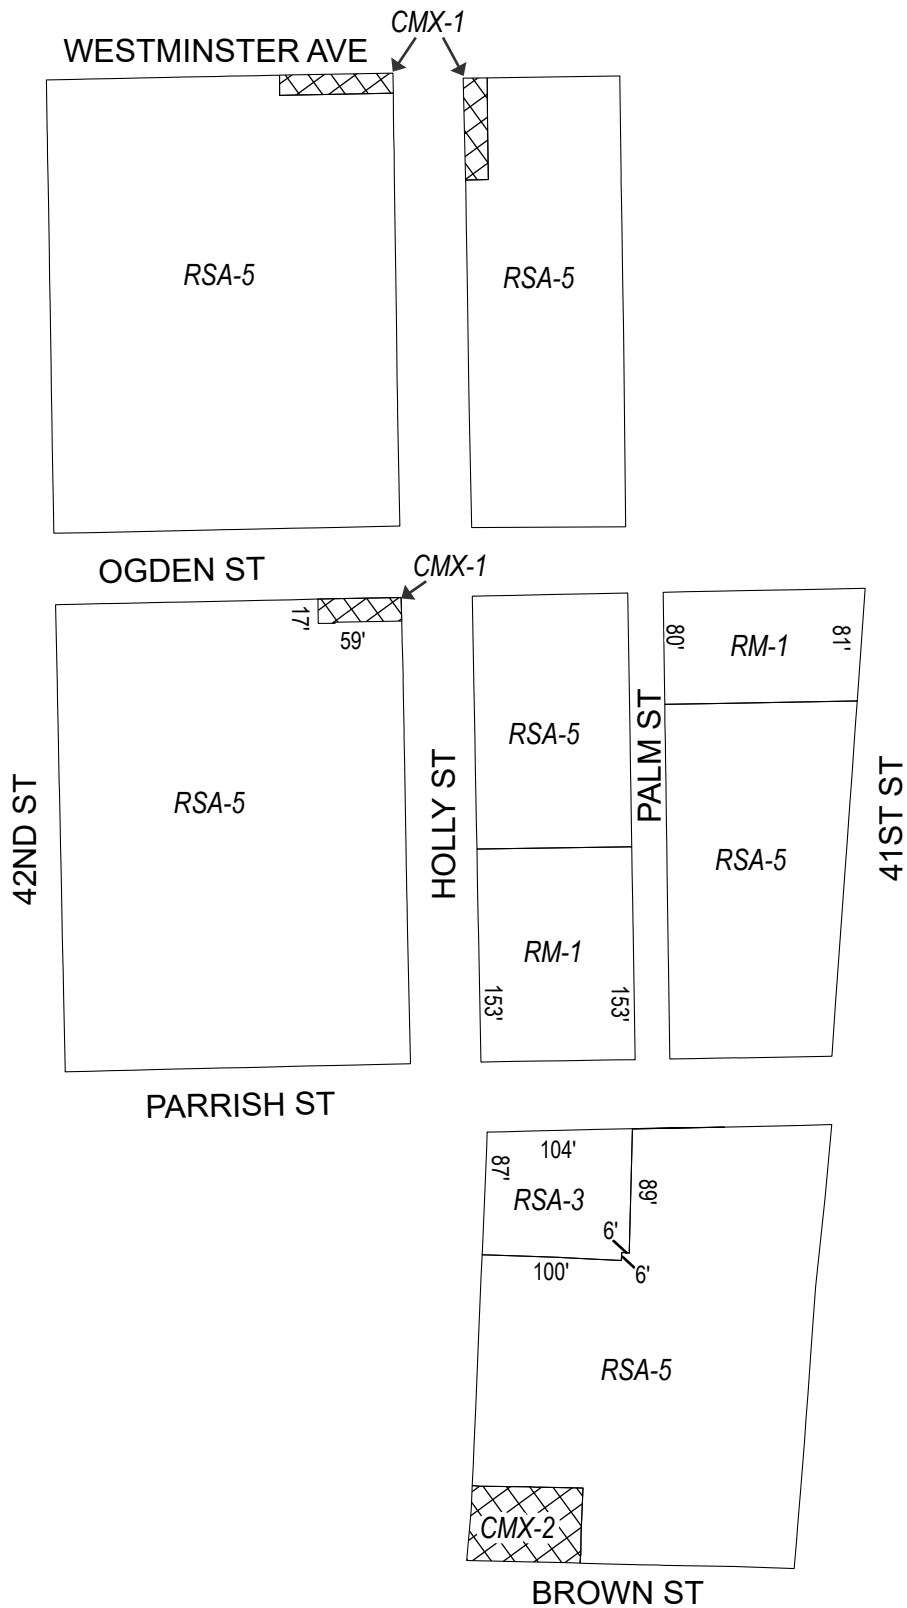 CMX-1
WESTMINSTER AVE
RSA-5
RSA-5
OGDEN ST
CMX-1
17'
59'
80'
RM-1
81'
RSA-5
PALM ST
42ND ST
RSA-5
HOLLY ST
41ST ST
RSA-5
RM-1
153'
153'
PARRISH ST
104'
87'
RSA-3
89'
6'
100'
6'
RSA-5
CMX-2
BROWN ST